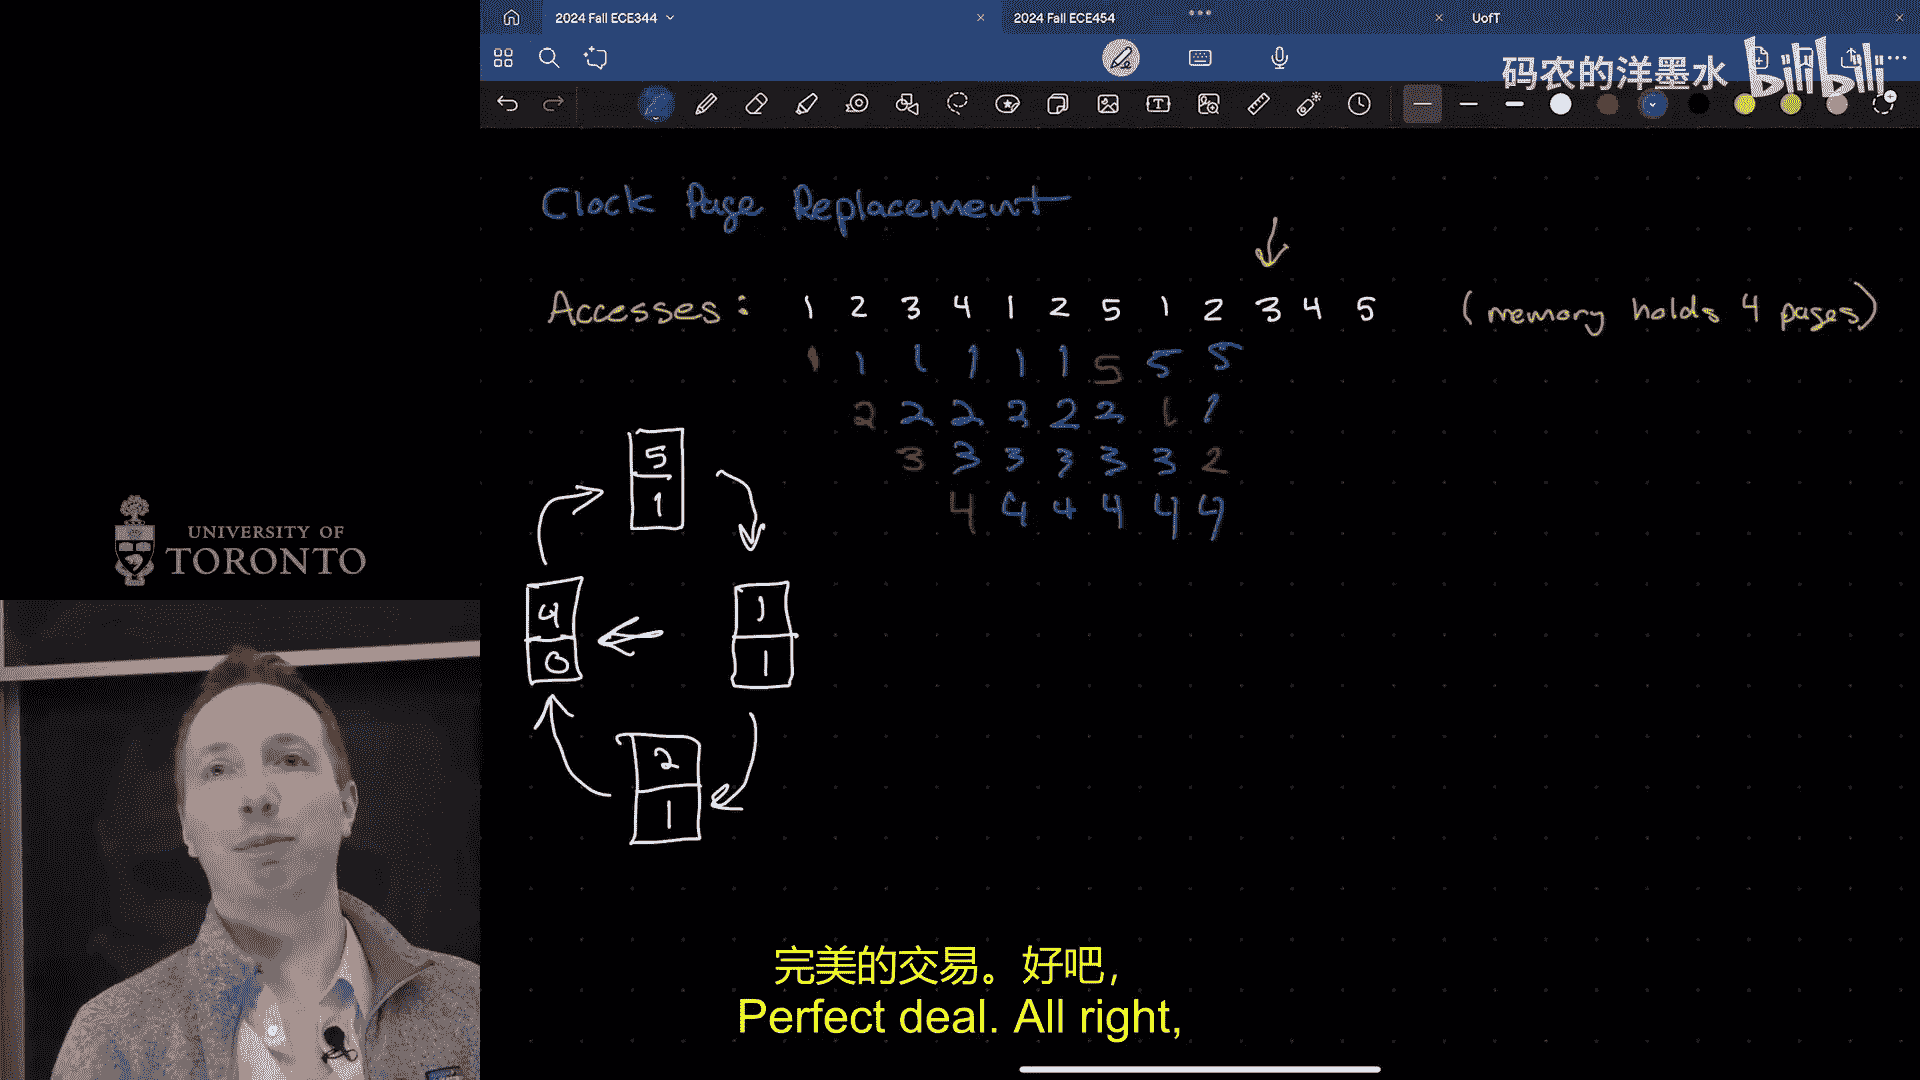 2024 Fall ECE344
2024 Fall ECE454
UofT
码农的洋墨水 bilibili
Clock Page Replacement
Accesses: 1 2 3 4 1 2 5 1 2 3 4 5 (memory holds 4 pages)
1 1 1 1 1 1 5 5 5
2 2 2 2 2 2 1 1
3 3 3 3 3 3 2
4 4 4 4 4 4
5
1
4
0
1
1
2
1
UNIVERSITY OF
TORONTO
完美的交易。好吧，
Perfect deal. All right,